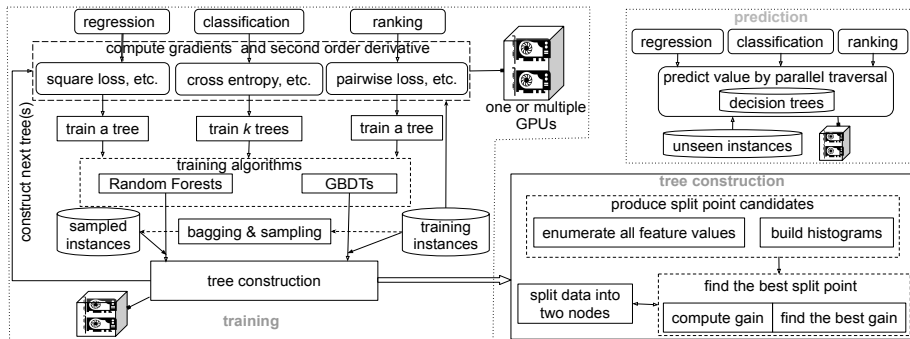 regression
classification
ranking
compute gradients and second order derivative
square loss, etc.
cross entropy, etc.
pairwise loss, etc.
one or multiple
GPUs
train a tree
train k trees
train a tree
training algorithms
Random Forests
GBDTs
construct next tree(s)
sampled
instances
bagging & sampling
training
instances
tree construction
training
prediction
regression
classification
ranking
predict value by parallel traversal
decision trees
unseen instances
tree construction
produce split point candidates
enumerate all feature values
build histograms
find the best split point
split data into
two nodes
compute gain
find the best gain